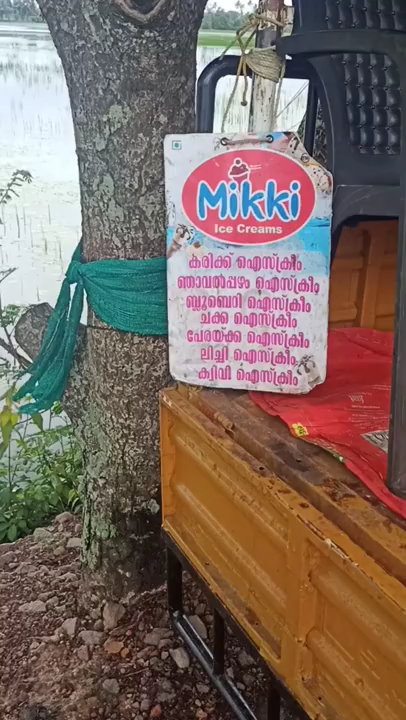 Mikki
Ice Creams
കരിക്ക് ഐസ്ക്രീം
ഞാവൽപ്പഴം ഐസ്ക്രീം
ബ്ലൂബെറി ഐസ്ക്രീം
ചക്ക ഐസ്ക്രീം
പേരയ്ക്ക ഐസ്ക്രീം
ലിച്ചി ഐസ്ക്രീം
ക്വിവി ഐസ്ക്രീം